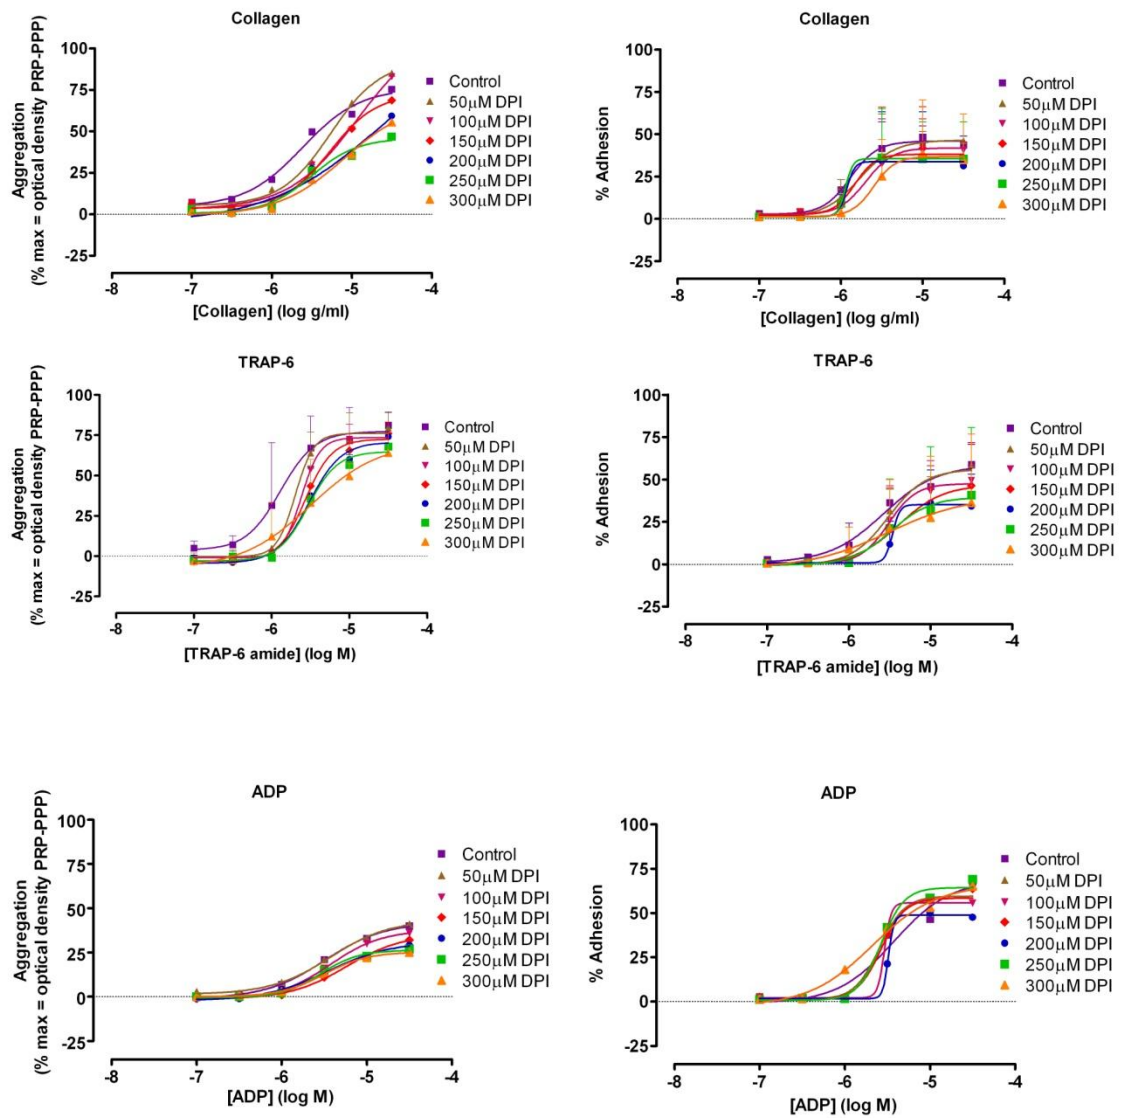 Collagen
Aggregation
(% max = optical density PRP-PPP)
100
75
50
25
0
-25
-8
-7
-6
-5
-4
[Collagen] (log g/ml)
Control
50µM DPI
100µM DPI
150µM DPI
200µM DPI
250µM DPI
300µM DPI
Collagen
% Adhesion
100
75
50
25
0
-25
-8
-7
-6
-5
-4
[Collagen] (log g/ml)
Control
50µM DPI
100µM DPI
150µM DPI
200µM DPI
250µM DPI
300µM DPI
TRAP-6
Aggregation
(% max = optical density PRP-PPP)
100
75
50
25
0
-25
-8
-7
-6
-5
-4
[TRAP-6 amide] (log M)
Control
50µM DPI
100µM DPI
150µM DPI
200µM DPI
250µM DPI
300µM DPI
TRAP-6
% Adhesion
100
75
50
25
0
-25
-8
-7
-6
-5
-4
[TRAP-6 amide] (log M)
Control
50µM DPI
100µM DPI
150µM DPI
200µM DPI
250µM DPI
300µM DPI
ADP
Aggregation
(% max = optical density PRP-PPP)
100
75
50
25
0
-25
-8
-7
-6
-5
-4
[ADP] (log M)
Control
50µM DPI
100µM DPI
150µM DPI
200µM DPI
250µM DPI
300µM DPI
ADP
% Adhesion
100
75
50
25
0
-25
-8
-7
-6
-5
-4
[ADP] (log M)
Control
50µM DPI
100µM DPI
150µM DPI
200µM DPI
250µM DPI
300µM DPI